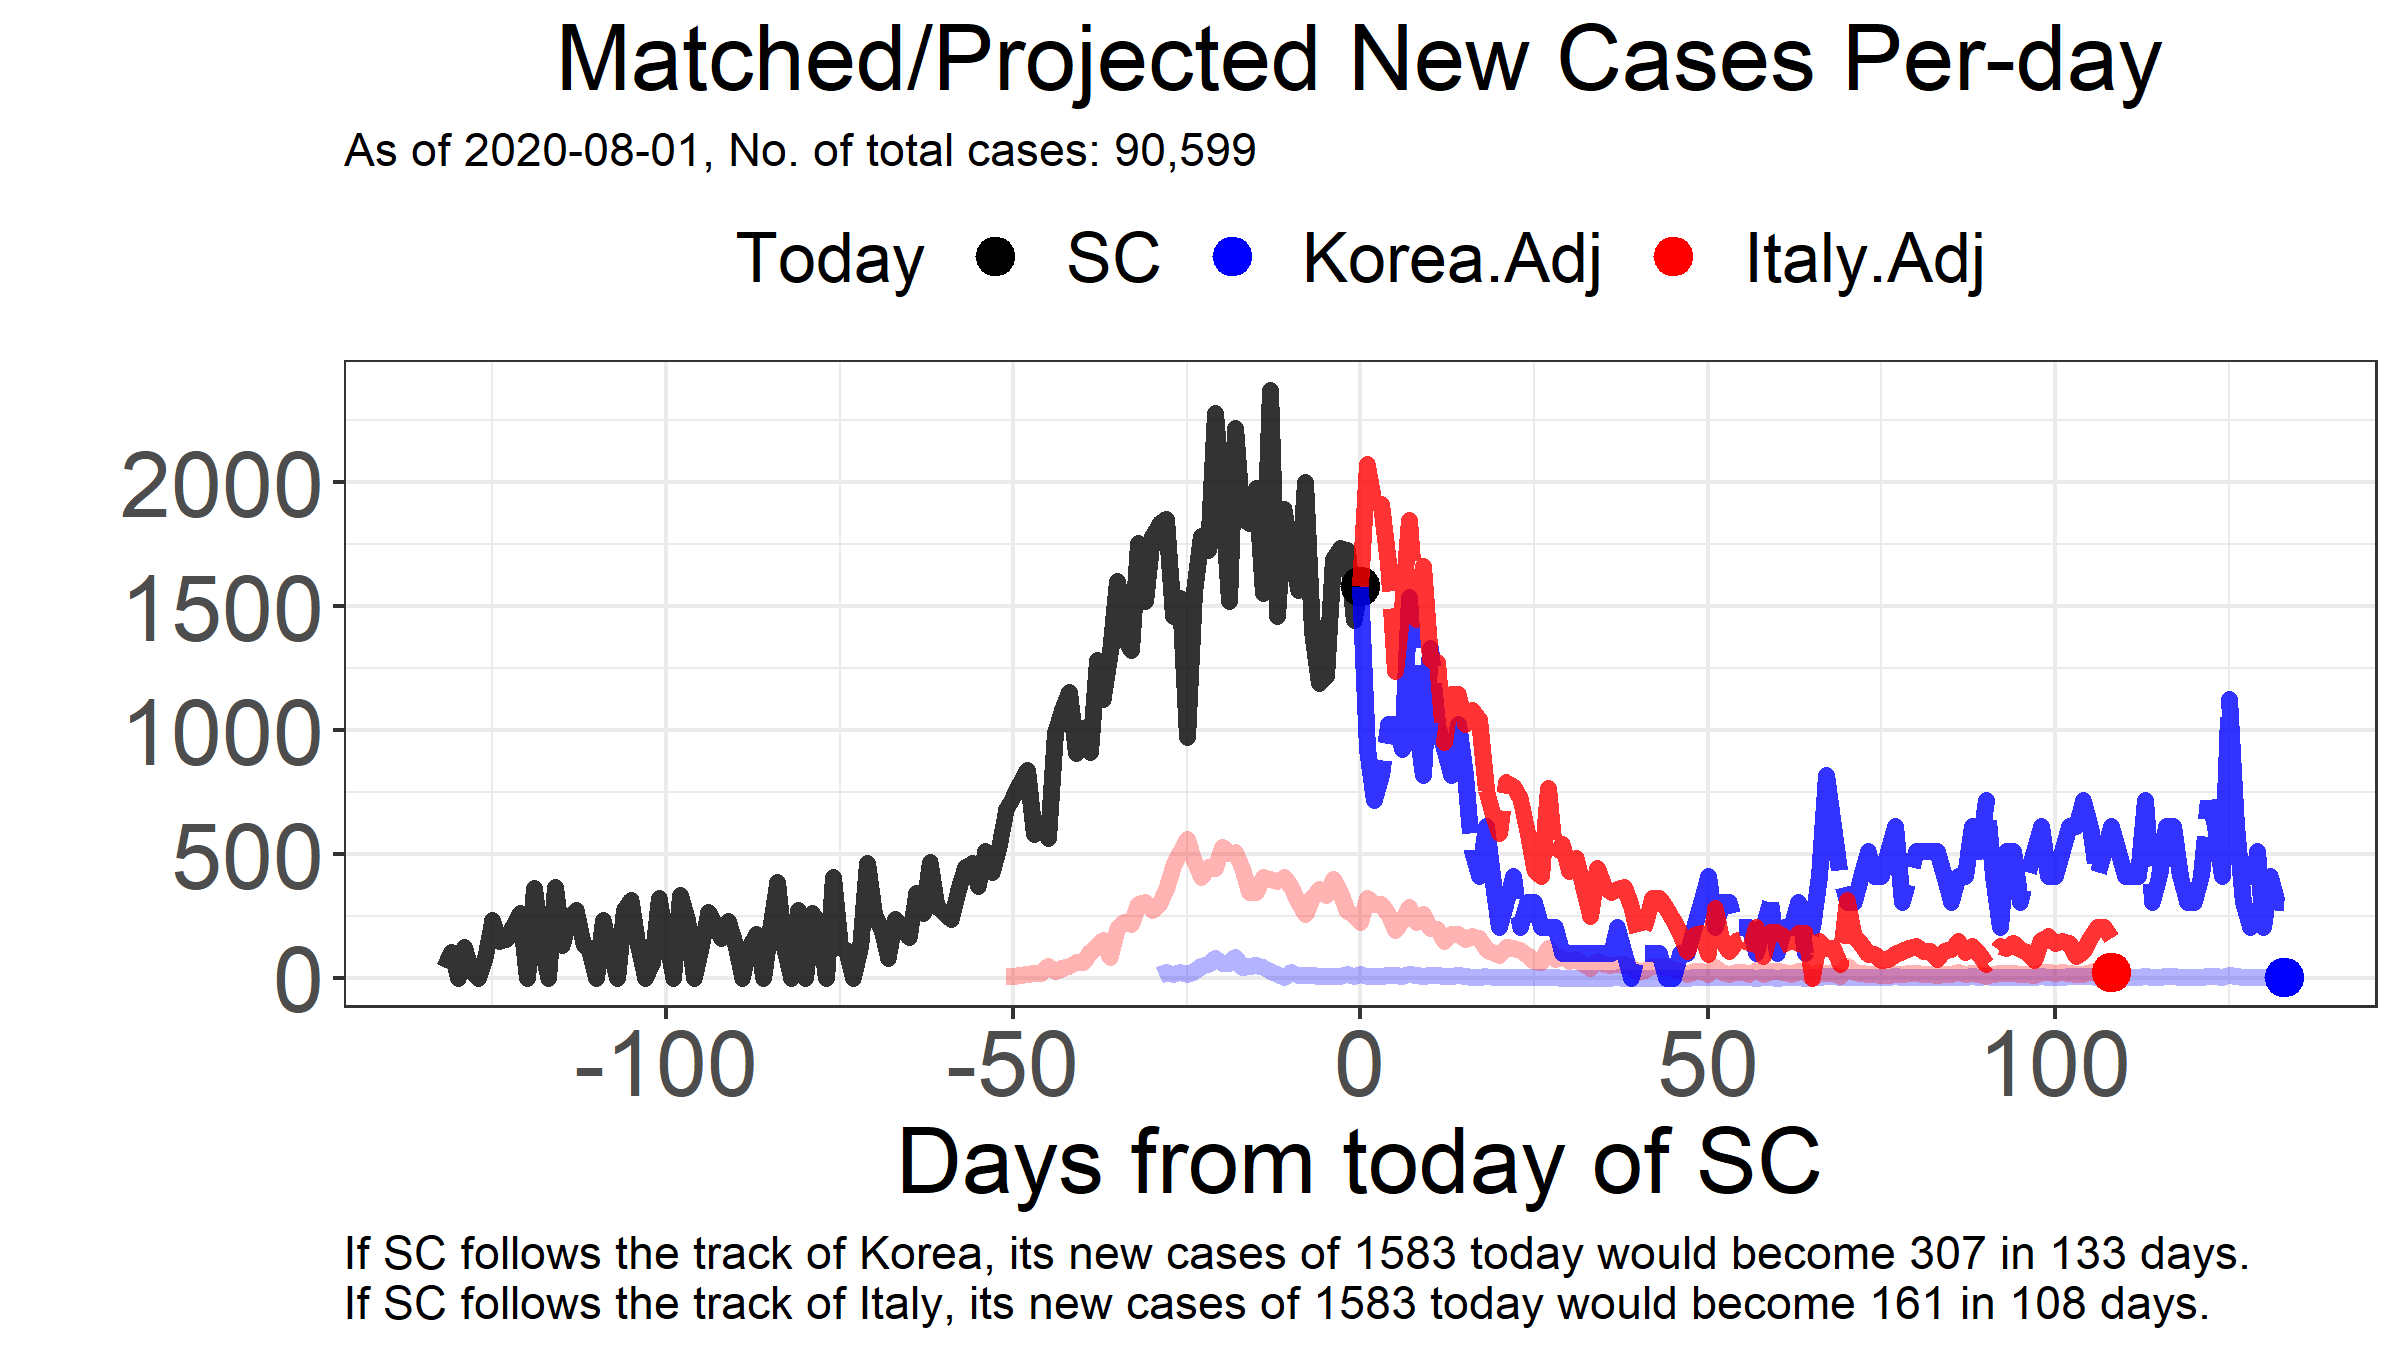 Matched/Projected New Cases Per-day
As of 2020-08-01, No. of total cases: 90,599
Today SC Korea.Adj Italy.Adj
2000
1500
1000
500
0
-100 -50 0 50 100
Days from today of SC
If SC follows the track of Korea, its new cases of 1583 today would become 307 in 133 days.
If SC follows the track of Italy, its new cases of 1583 today would become 161 in 108 days.